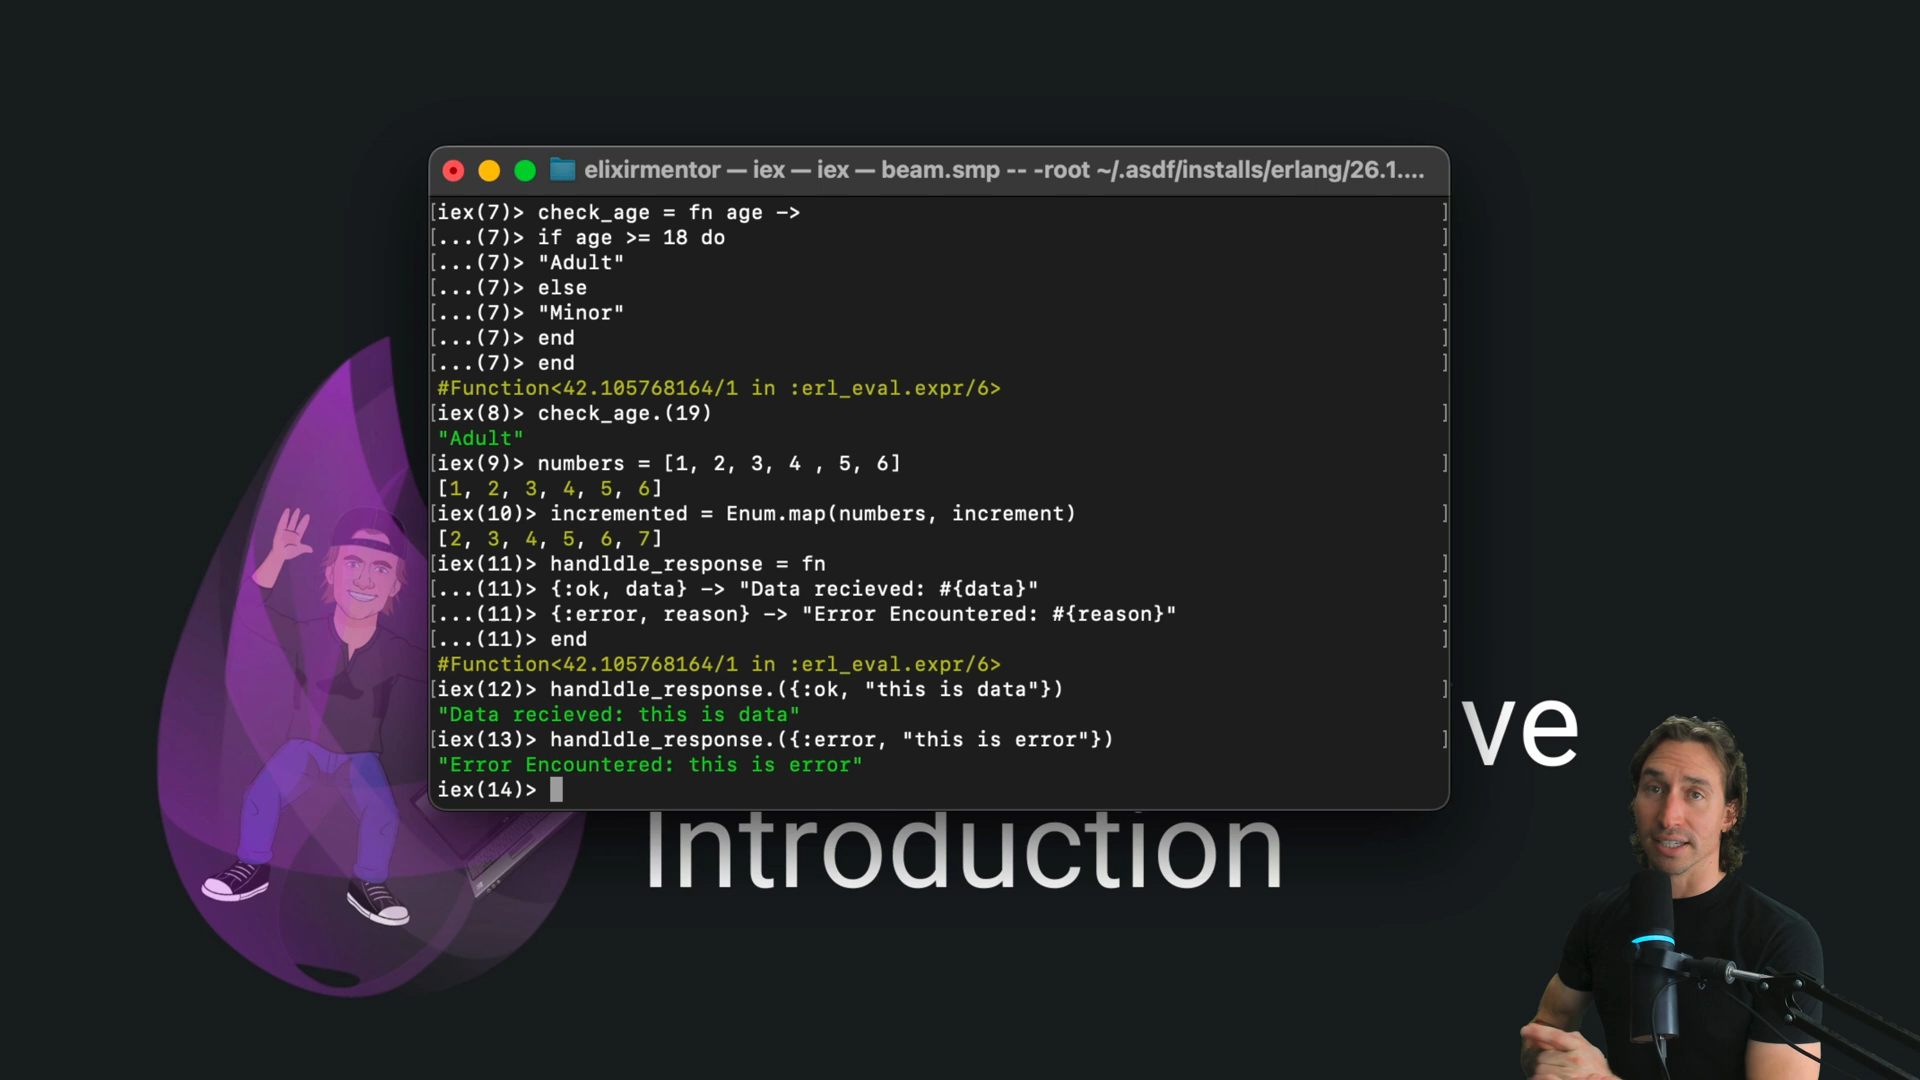 elixirmentor — iex — iex — beam.smp -- -root ~/.asdf/installs/erlang/26.1....
[iex(7)> check_age = fn age -> ]
[...(7)> if age >= 18 do ]
[...(7)> "Adult" ]
[...(7)> else ]
[...(7)> "Minor" ]
[...(7)> end ]
[...(7)> end ]
#Function<42.105768164/1 in :erl_eval.expr/6>
[iex(8)> check_age.(19) ]
"Adult"
[iex(9)> numbers = [1, 2, 3, 4 , 5, 6] ]
[1, 2, 3, 4, 5, 6]
[iex(10)> incremented = Enum.map(numbers, increment) ]
[2, 3, 4, 5, 6, 7]
[iex(11)> handldle_response = fn ]
[...(11)> {:ok, data} -> "Data recieved: #{data}" ]
[...(11)> {:error, reason} -> "Error Encountered: #{reason}" ]
[...(11)> end ]
#Function<42.105768164/1 in :erl_eval.expr/6>
[iex(12)> handldle_response.({:ok, "this is data"}) ]
"Data recieved: this is data"
[iex(13)> handldle_response.({:error, "this is error"}) ]
"Error Encountered: this is error"
iex(14)>
ve
Introduction